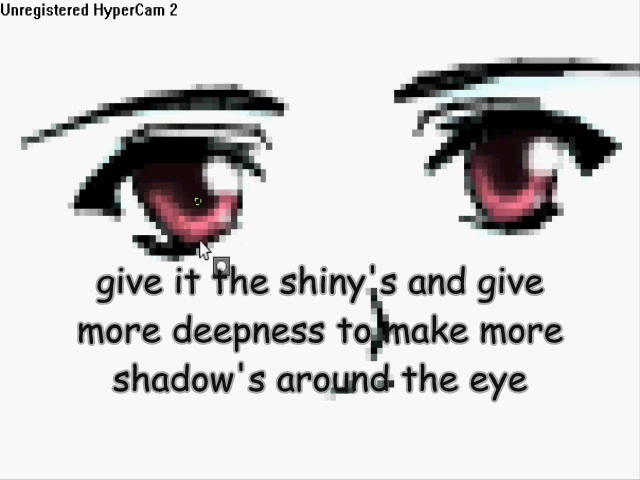 Unregistered HyperCam 2
give it the shiny's and give
more deepness to make more
shadow's around the eye